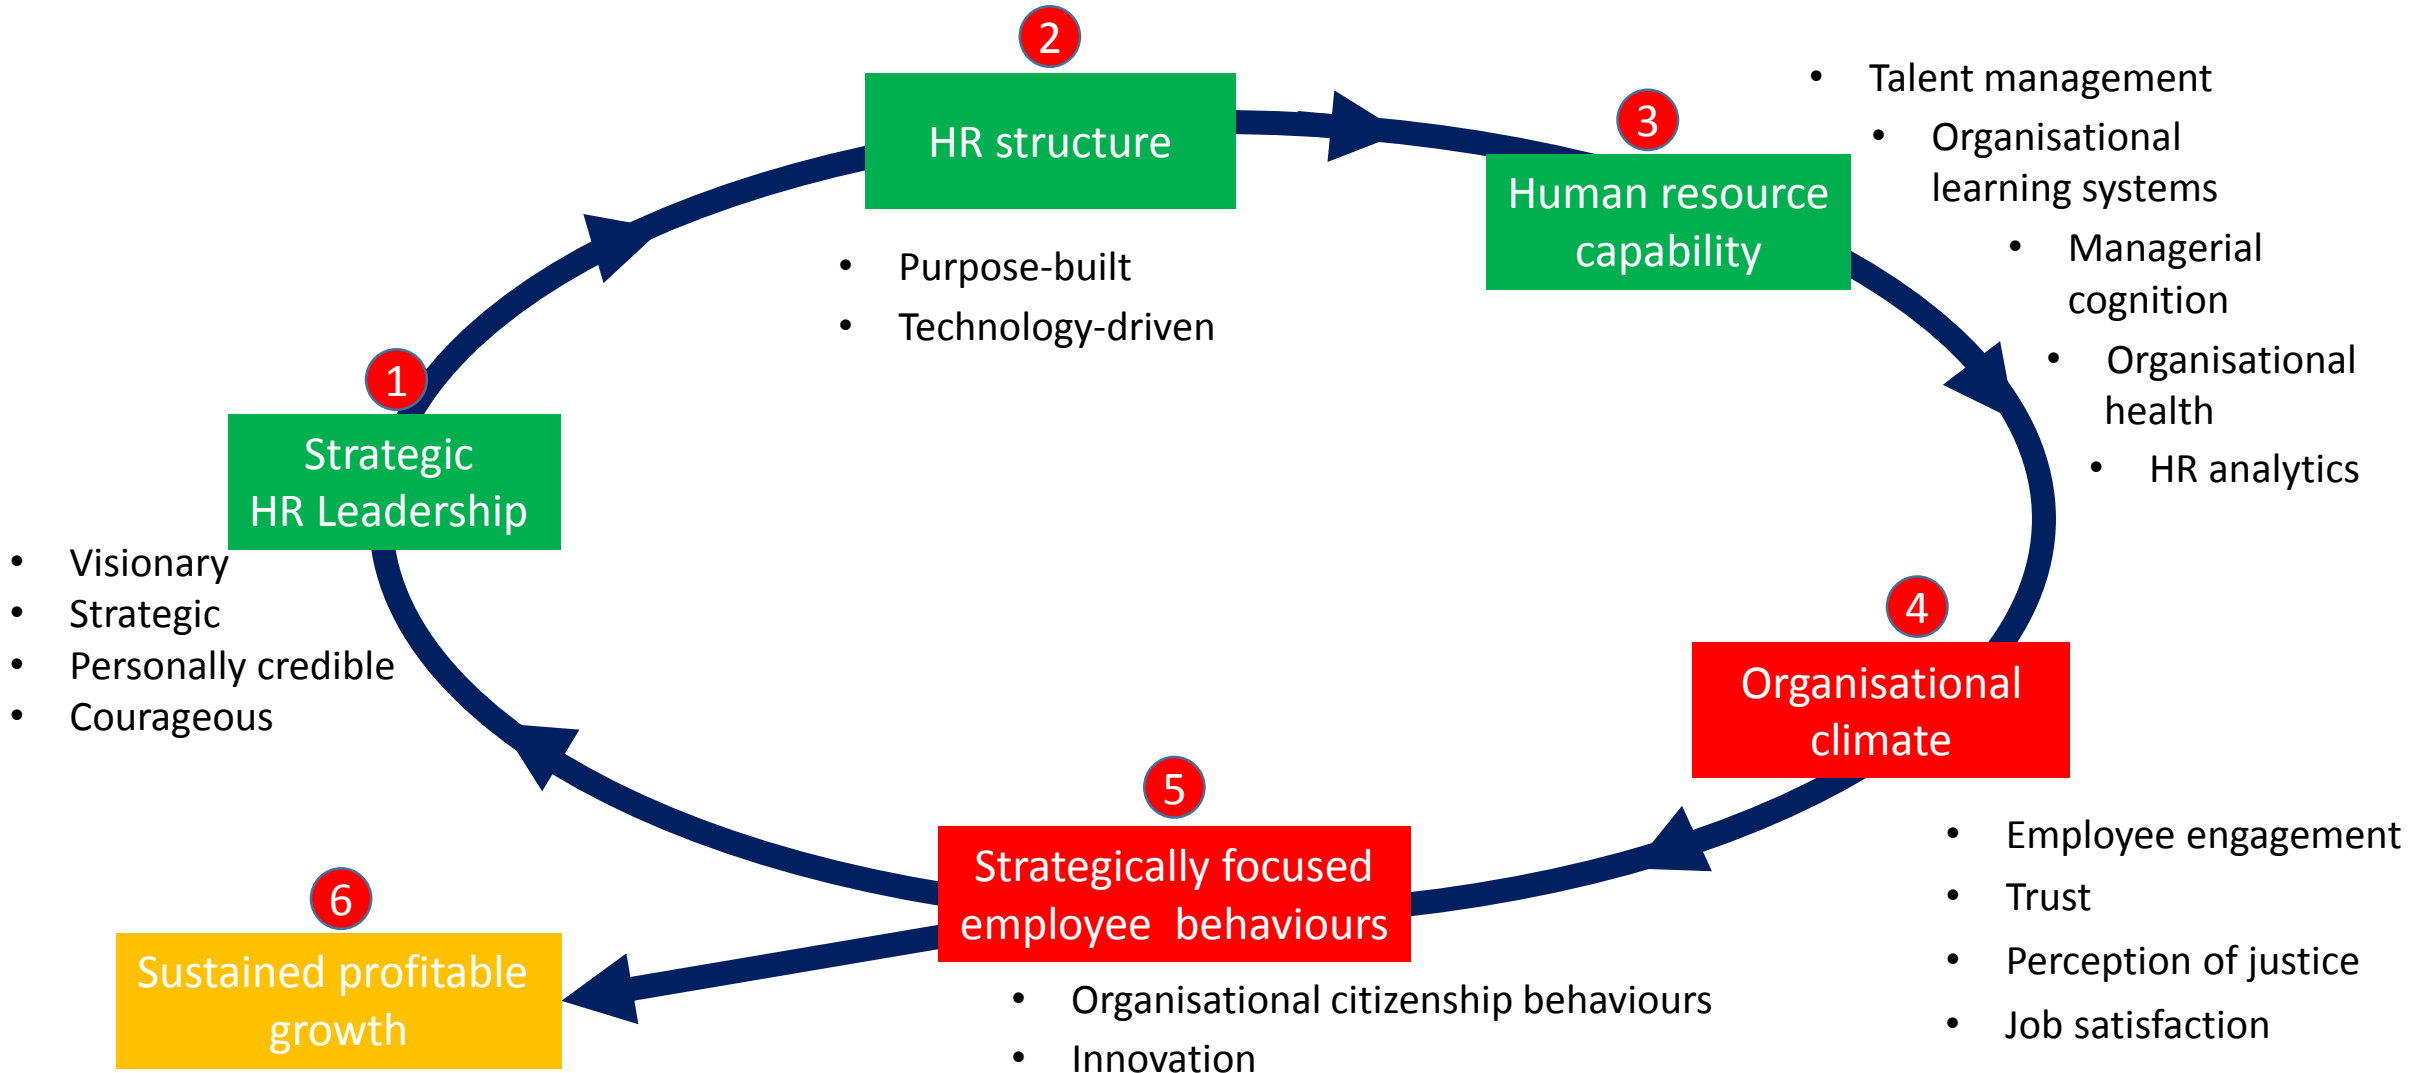 1
Strategic
HR Leadership
• Visionary
• Strategic
• Personally credible
• Courageous
2
HR structure
• Purpose-built
• Technology-driven
3
Human resource
capability
• Talent management
• Organisational
learning systems
• Managerial
cognition
• Organisational
health
• HR analytics
4
Organisational
climate
• Employee engagement
• Trust
• Perception of justice
• Job satisfaction
5
Strategically focused
employee behaviours
• Organisational citizenship behaviours
• Innovation
6
Sustained profitable
growth